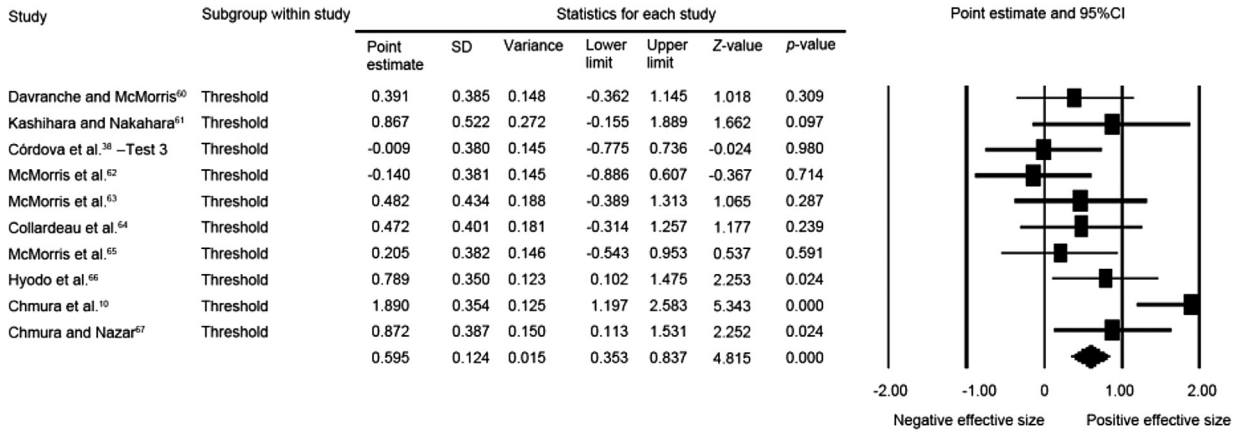 Study Subgroup within study Statistics for each study Point estimate and 95%CI
Point estimate SD Variance Lower limit Upper limit Z-value p-value
Davranche and McMorris⁶⁰ Threshold 0.391 0.385 0.148 -0.362 1.145 1.018 0.309
Kashihara and Nakahara⁶¹ Threshold 0.867 0.522 0.272 -0.155 1.889 1.662 0.097
Córdova et al.³⁸ –Test 3 Threshold -0.009 0.380 0.145 -0.775 0.736 -0.024 0.980
McMorris et al.⁶² Threshold -0.140 0.381 0.145 -0.886 0.607 -0.367 0.714
McMorris et al.⁶³ Threshold 0.482 0.434 0.188 -0.389 1.313 1.065 0.287
Collardeau et al.⁶⁴ Threshold 0.472 0.401 0.181 -0.314 1.257 1.177 0.239
McMorris et al.⁶⁵ Threshold 0.205 0.382 0.146 -0.543 0.953 0.537 0.591
Hyodo et al.⁶⁶ Threshold 0.789 0.350 0.123 0.102 1.475 2.253 0.024
Chmura et al.¹⁰ Threshold 1.890 0.354 0.125 1.197 2.583 5.343 0.000
Chmura and Nazar⁶⁷ Threshold 0.872 0.387 0.150 0.113 1.531 2.252 0.024
0.595 0.124 0.015 0.353 0.837 4.815 0.000
-2.00 -1.00 0 1.00 2.00
Negative effective size Positive effective size